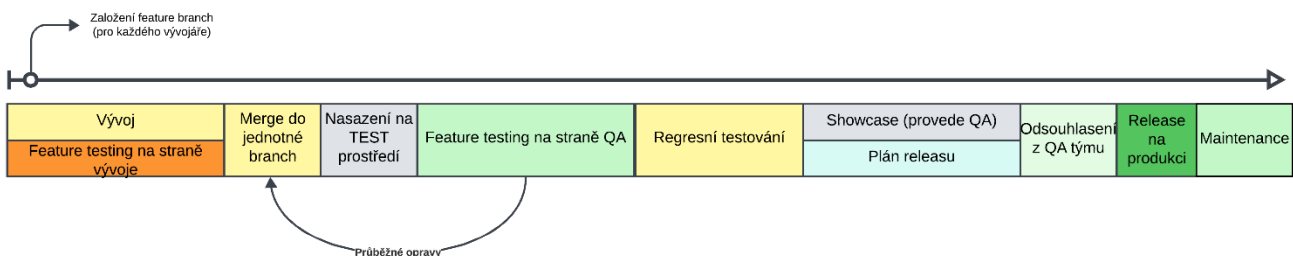 Založení feature branch
(pro každého vývojáře)
Vývoj
Feature testing na straně
vývoje
Merge do
jednotné
branch
Nasazení na
TEST
prostředí
Feature testing na straně QA
Regresní testování
Showcase (provede QA)
Plán releasu
Odsouhlasení
z QA týmu
Release
na
produkci
Maintenance
Průběžné opravy